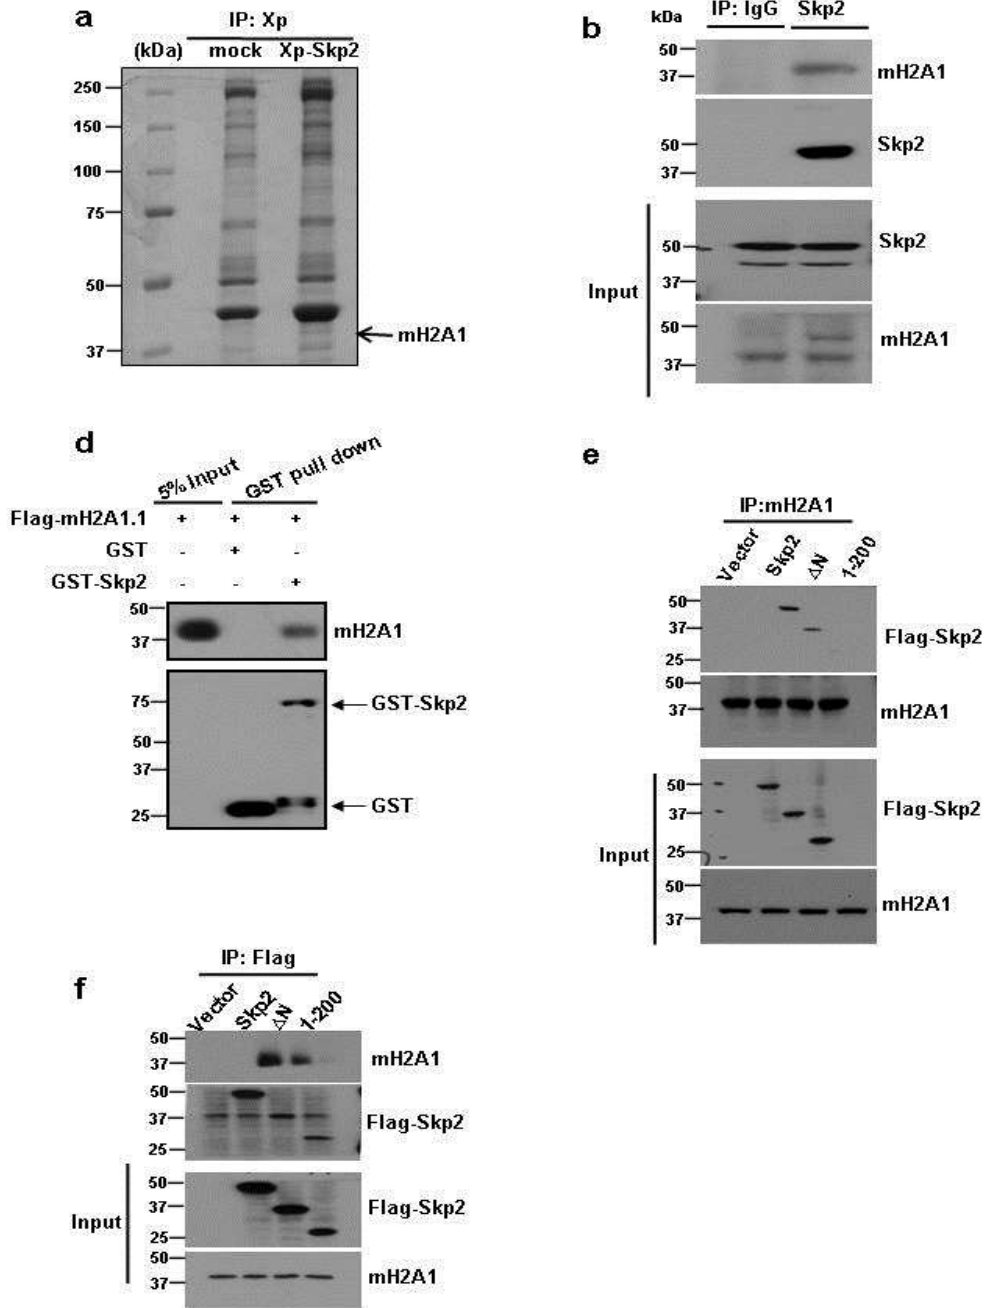 a
IP: Xp
(kDa) mock Xp-Skp2
250
150
100
75
50
37
mH2A1
b
kDa
IP: IgG Skp2
50
37
mH2A1
50
37
Skp2
Input
50
37
Skp2
50
37
mH2A1
d
5% Input GST pull down
Flag-mH2A1.1 + + +
GST - + -
GST-Skp2 - - +
50
37
mH2A1
75
50
37
25
GST-Skp2
GST
e
IP:mH2A1
Vector Skp2 ΔN 1-200
50
37
25
Flag-Skp2
50
37
mH2A1
Input
50
37
25
Flag-Skp2
50
37
mH2A1
f
IP: Flag
Vector Skp2 ΔN 1-200
50
37
mH2A1
50
37
25
Flag-Skp2
Input
50
37
25
Flag-Skp2
50
37
mH2A1